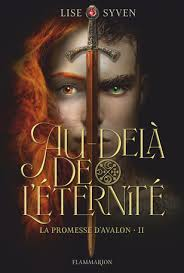 LISE SYVEN
AU-DELÀ
DE
L'ÉTERNITÉ
LA PROMESSE D'AVALON • II
FLAMMARION